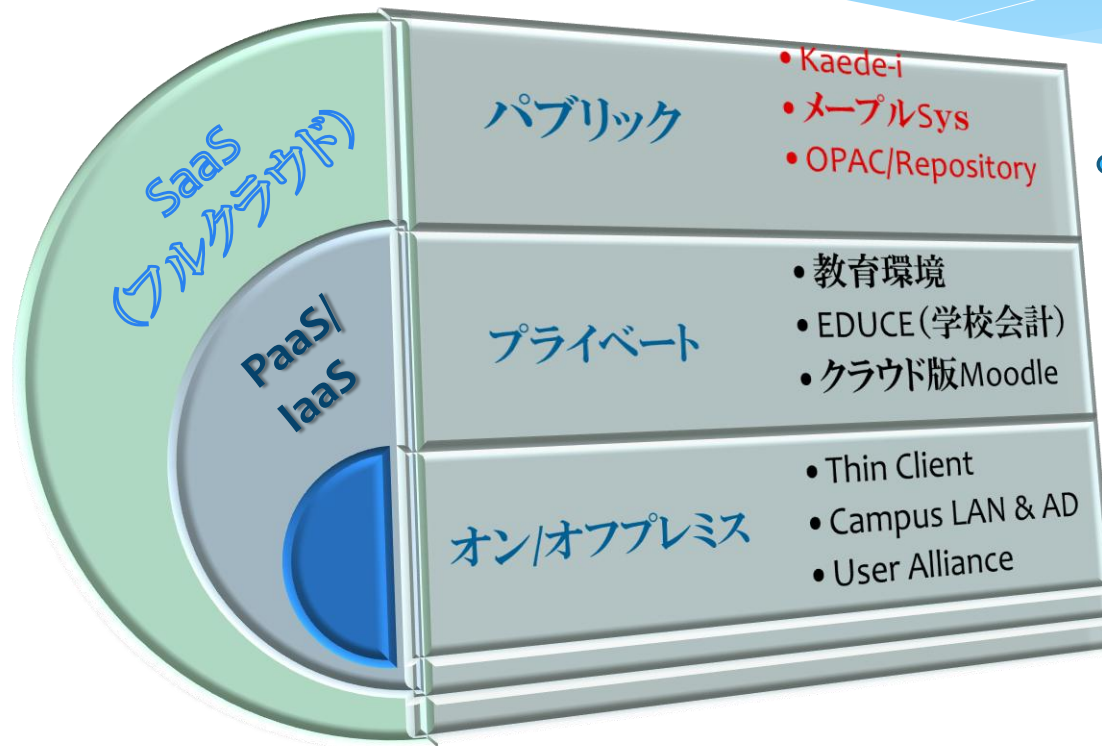 SaaS
(フルクラウド)
PaaS/
IaaS
パブリック
• Kaede-i
• メープルSys
• OPAC/Repository
プライベート
• 教育環境
• EDUCE(学校会計)
• クラウド版Moodle
オン/オフプレミス
• Thin Client
• Campus LAN & AD
• User Alliance